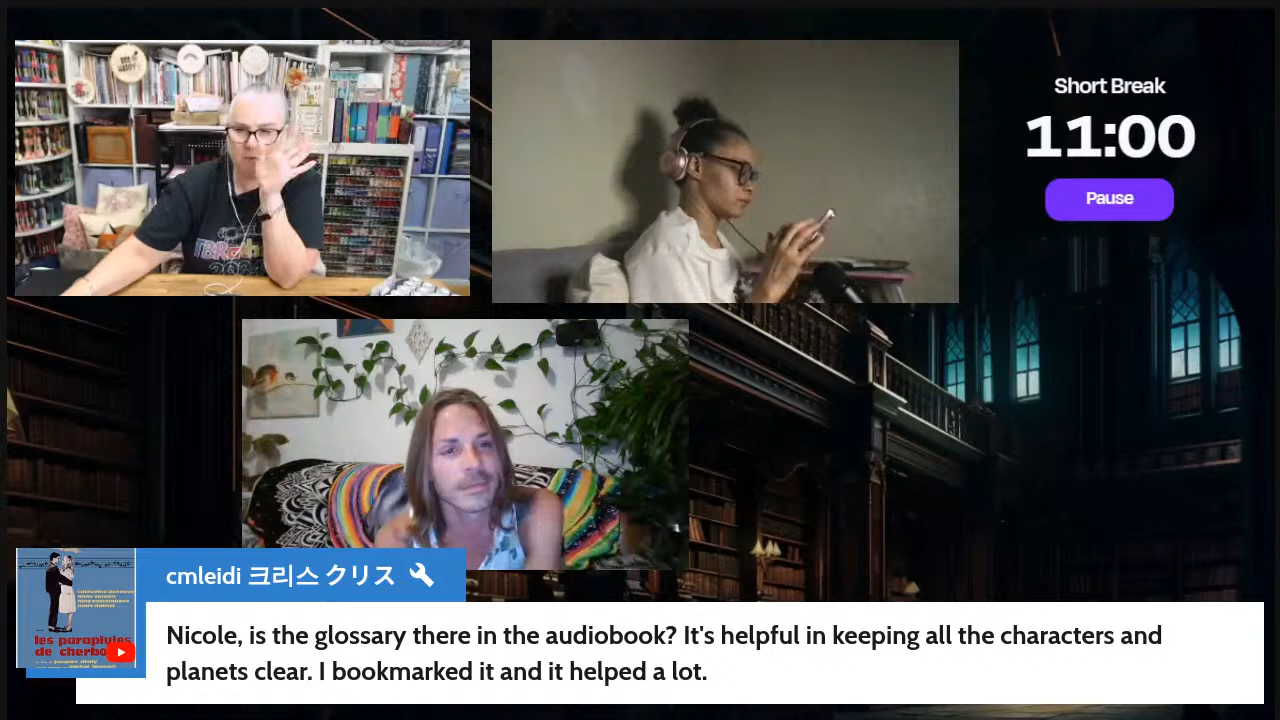 Short Break
11:00
Pause
cmleidi 크리스 クリス
Nicole, is the glossary there in the audiobook? It's helpful in keeping all the characters and
planets clear. I bookmarked it and it helped a lot.
les parapluies